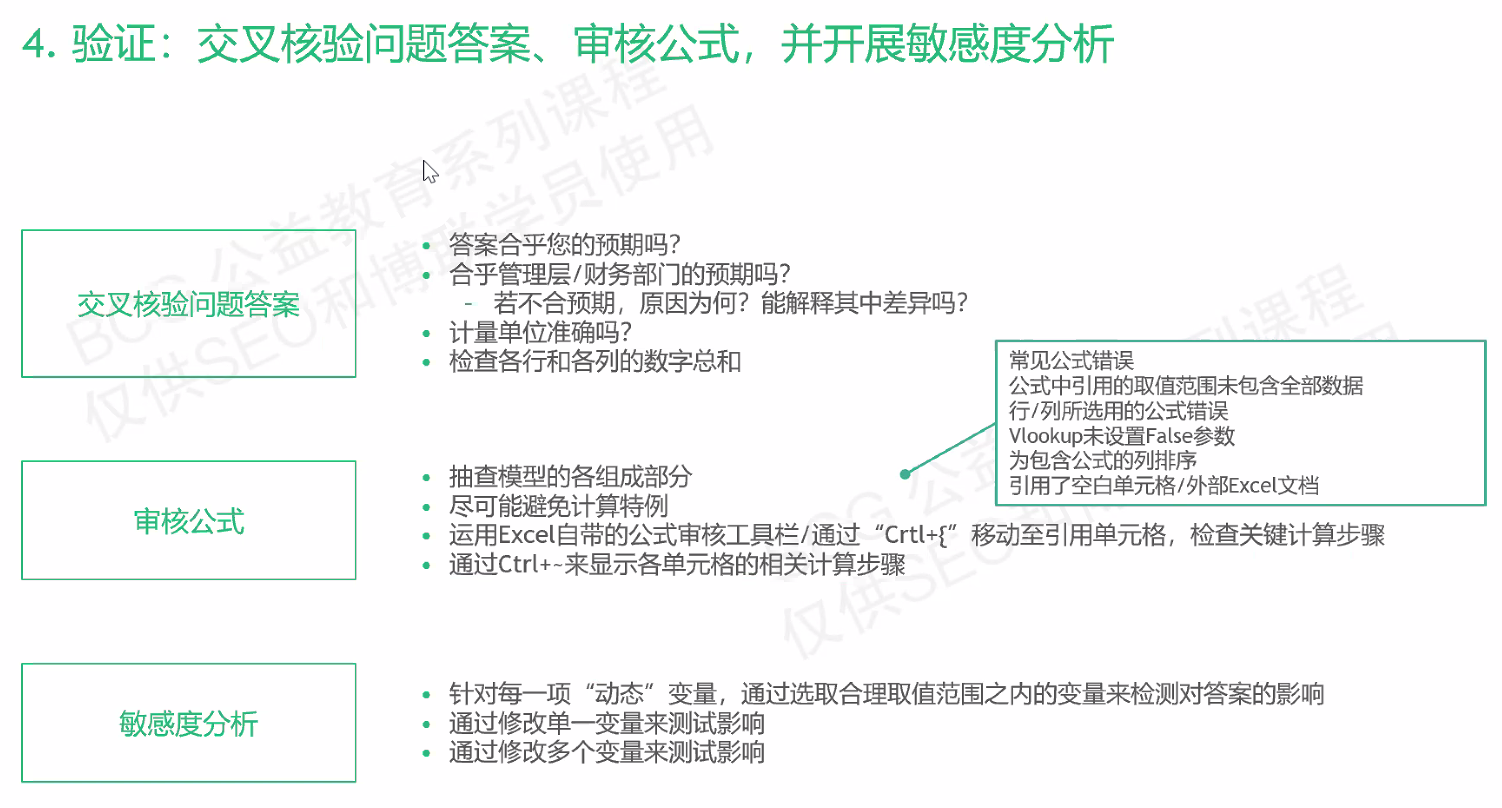 4. 验证：交叉核验问题答案、审核公式，并开展敏感度分析
交叉核验问题答案
• 答案合乎您的预期吗？
• 合乎管理层/财务部门的预期吗？
- 若不合预期，原因为何？能解释其中差异吗？
• 计量单位准确吗？
• 检查各行和各列的数字总和
常见公式错误
公式中引用的取值范围未包含全部数据
行/列所选用的公式错误
Vlookup未设置False参数
为包含公式的列排序
引用了空白单元格/外部Excel文档
审核公式
• 抽查模型的各组成部分
• 尽可能避免计算特例
• 运用Excel自带的公式审核工具栏/通过“Crtl+{”移动至引用单元格，检查关键计算步骤
• 通过Ctrl+~来显示各单元格的相关计算步骤
敏感度分析
• 针对每一项“动态”变量，通过选取合理取值范围之内的变量来检测对答案的影响
• 通过修改单一变量来测试影响
• 通过修改多个变量来测试影响
BCG 公益教育系列课程
仅供SEO和博联学员使用